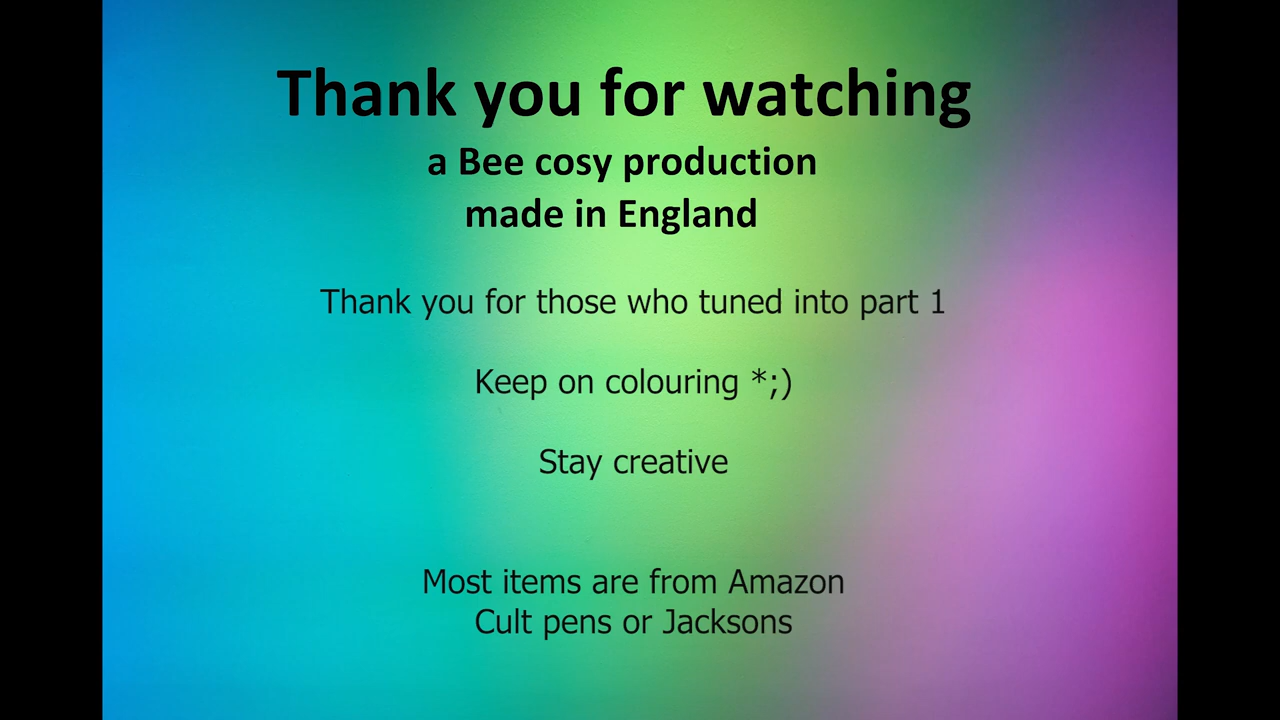 Thank you for watching
a Bee cosy production
made in England
Thank you for those who tuned into part 1
Keep on colouring *;)
Stay creative
Most items are from Amazon
Cult pens or Jacksons